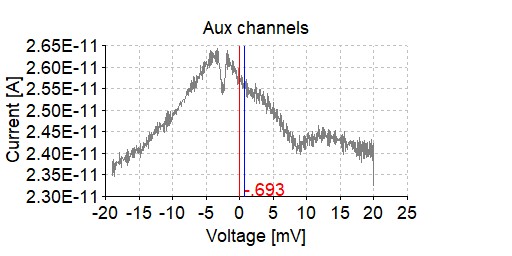 Aux channels
Current [A]
2.65E-11
2.60E-11
2.55E-11
2.50E-11
2.45E-11
2.40E-11
2.35E-11
2.30E-11
-.693
-20 -15 -10 -5 0 5 10 15 20 25
Voltage [mV]